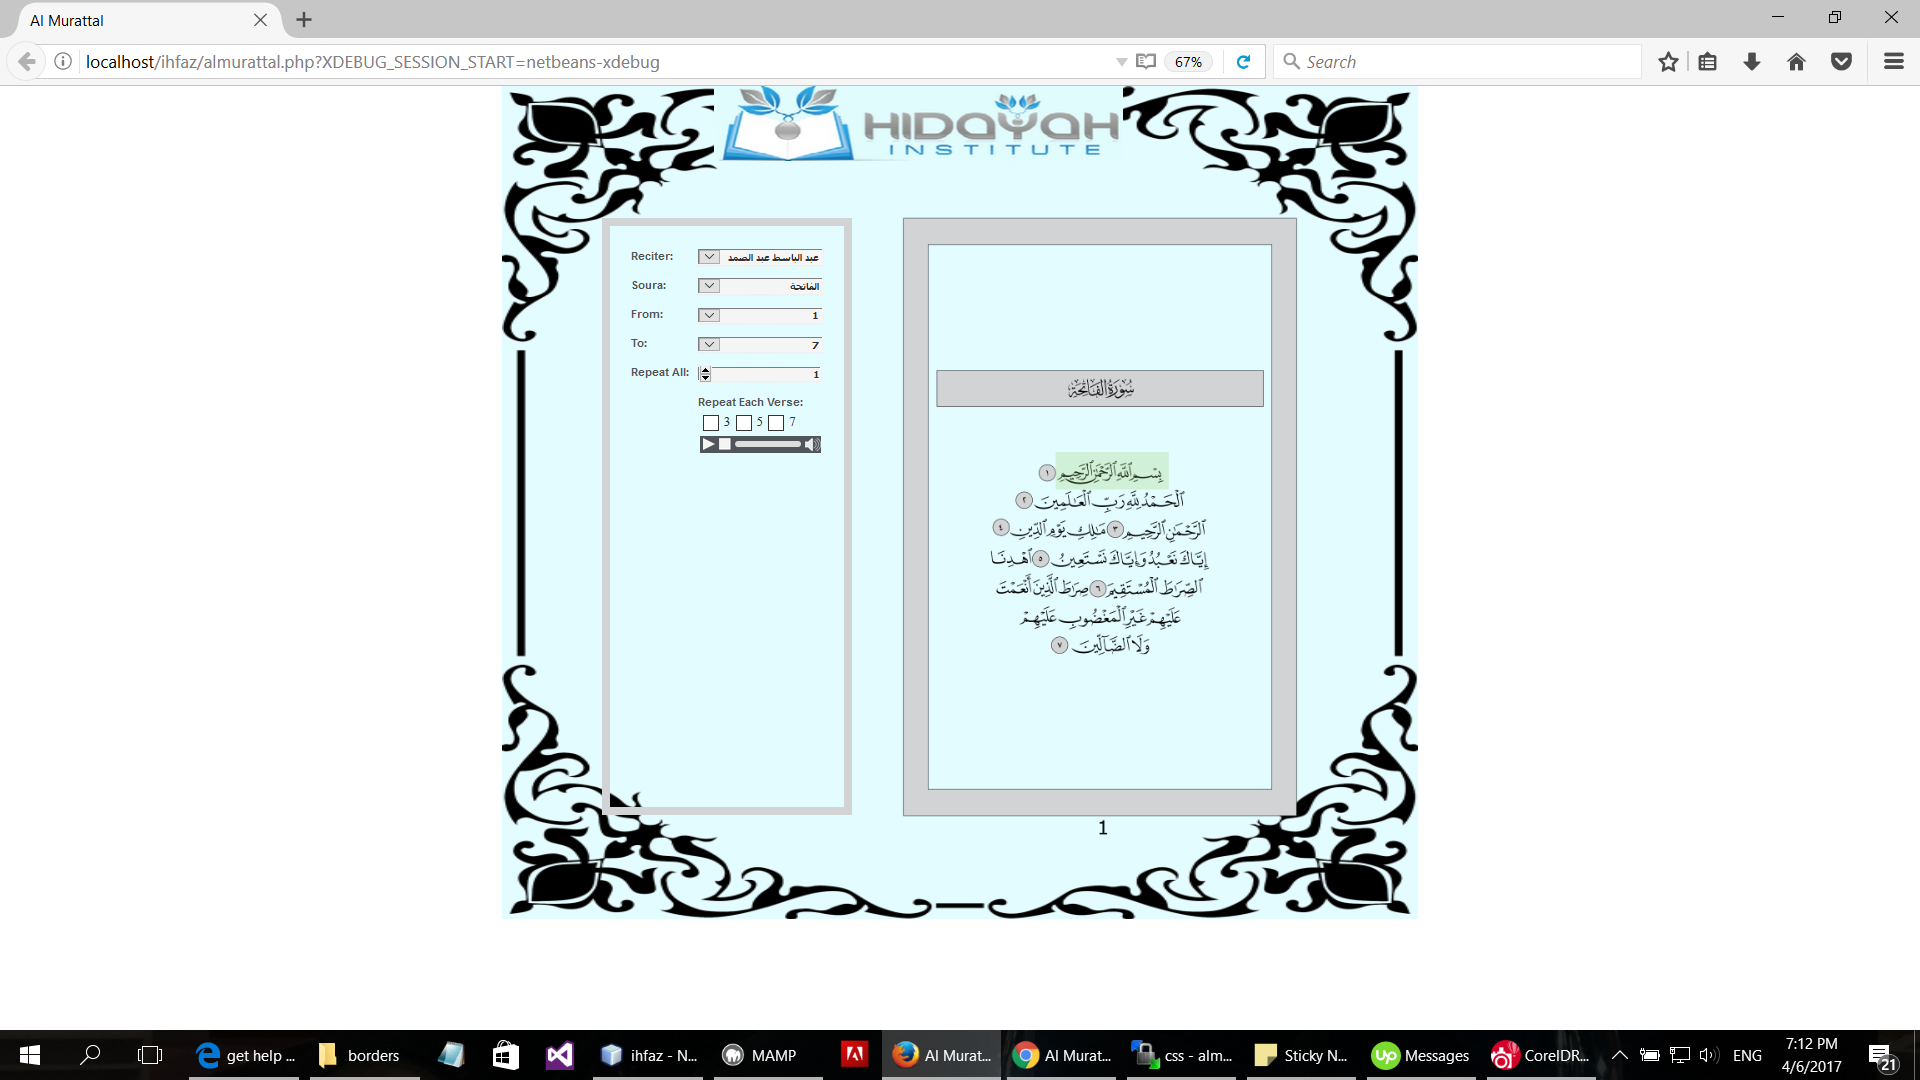 Al Murattal
localhost/ihfaz/almurattal.php?XDEBUG_SESSION_START=netbeans-xdebug
67%
Search
HIDAYAH
INSTITUTE
Reciter:
عبد الباسط عبد الصمد
Soura:
الفاتحة
From:
1
To:
7
Repeat All:
1
Repeat Each Verse:
3 5 7
سُورَةُ الْفَاتِحَةِ
بِسْمِ ٱللَّهِ ٱلرَّحْمَٰنِ ٱلرَّحِيمِ ١
ٱلْحَمْدُ لِلَّهِ رَبِّ ٱلْعَٰلَمِينَ ٢
ٱلرَّحْمَٰنِ ٱلرَّحِيمِ ٣ مَٰلِكِ يَوْمِ ٱلدِّينِ ٤
إِيَّاكَ نَعْبُدُ وَإِيَّاكَ نَسْتَعِينُ ٥ ٱهْدِنَا
ٱلصِّرَٰطَ ٱلْمُسْتَقِيمَ ٦ صِرَٰطَ ٱلَّذِينَ أَنْعَمْتَ
عَلَيْهِمْ غَيْرِ ٱلْمَغْضُوبِ عَلَيْهِمْ
وَلَا ٱلضَّآلِّينَ ٧
1
get help ...
borders
ihfaz - N...
MAMP
Al Murat...
Al Murat...
css - alm...
Sticky N...
Up
Messages
CorelDR...
ENG
7:12 PM
4/6/2017
21